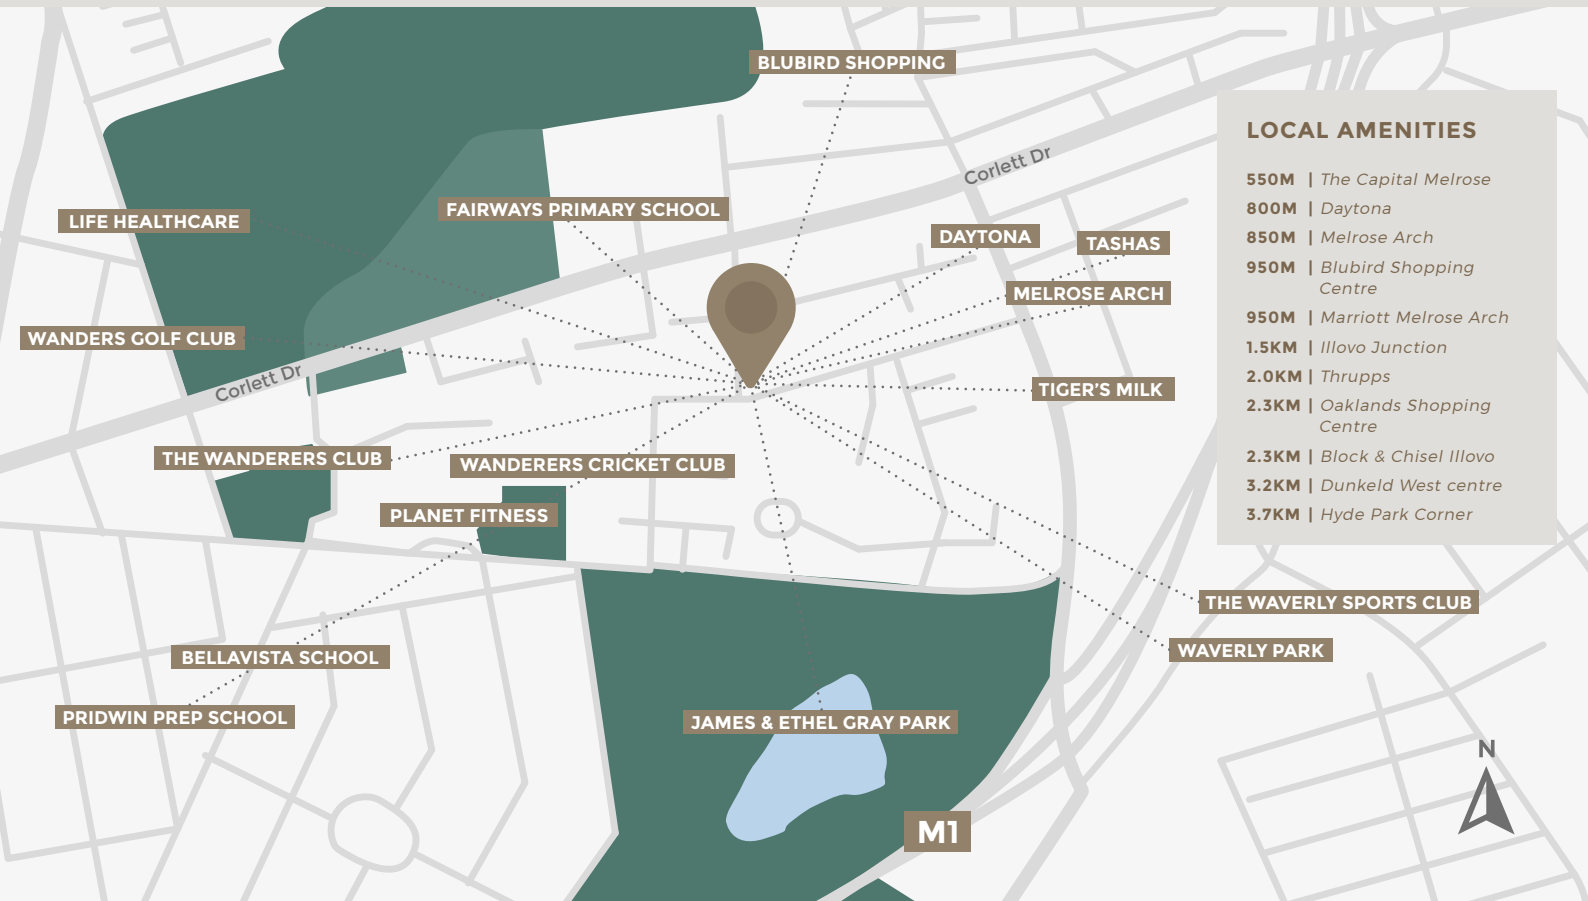 BLUBIRD SHOPPING
LOCAL AMENITIES
550M | The Capital Melrose
800M | Daytona
850M | Melrose Arch
950M | Blubird Shopping
Centre
950M | Marriott Melrose Arch
1.5KM | Illovo Junction
2.0KM | Thrupps
2.3KM | Oaklands Shopping
Centre
2.3KM | Block & Chisel Illovo
3.2KM | Dunkeld West centre
3.7KM | Hyde Park Corner
Corlett Dr
LIFE HEALTHCARE
FAIRWAYS PRIMARY SCHOOL
DAYTONA
TASHAS
MELROSE ARCH
WANDERS GOLF CLUB
Corlett Dr
TIGER'S MILK
THE WANDERERS CLUB
WANDERERS CRICKET CLUB
PLANET FITNESS
THE WAVERLY SPORTS CLUB
WAVERLY PARK
BELLAVISTA SCHOOL
PRIDWIN PREP SCHOOL
JAMES & ETHEL GRAY PARK
N
M1